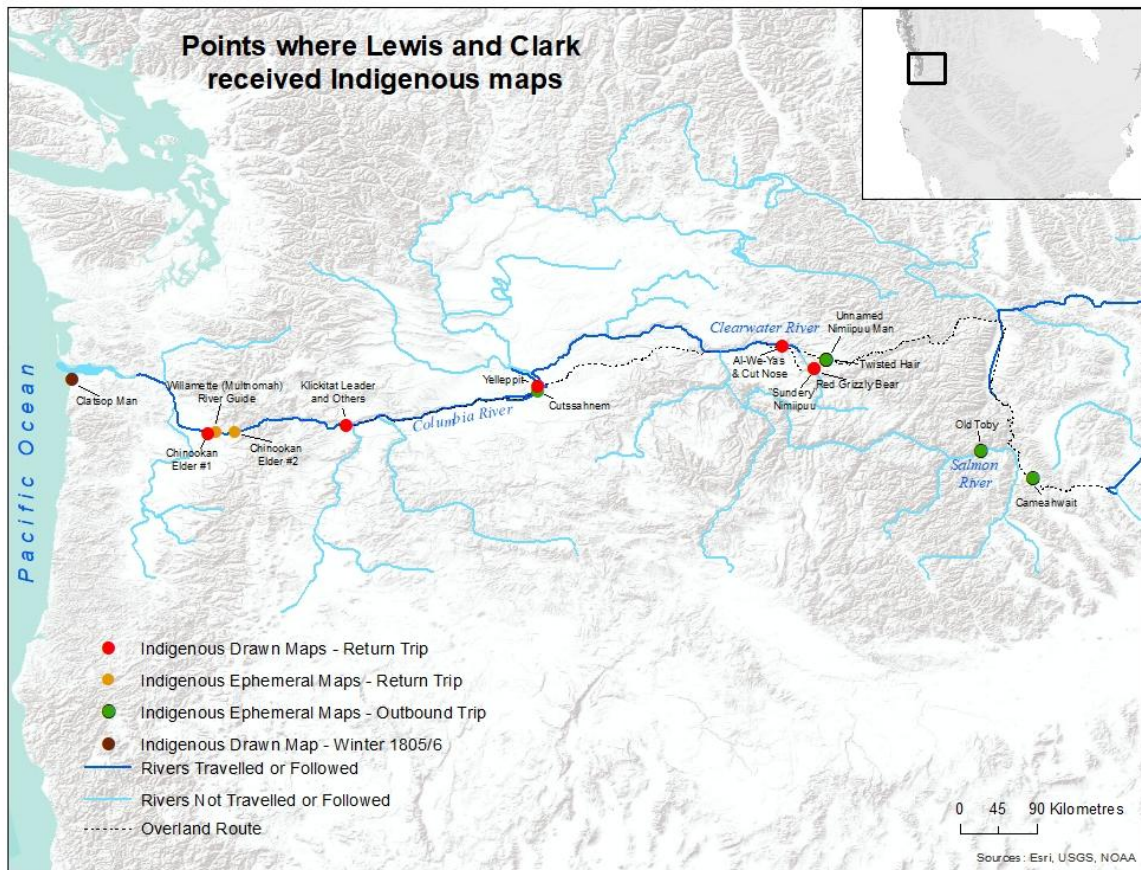 Points where Lewis and Clark
received Indigenous maps
Pacific Ocean
Clatsop Man
Willamette (Multnomah)
River Guide
Chinookan
Elder #1
Chinookan
Elder #2
Klickitat Leader
and Others
Columbia River
Yelleppit
Cutssahnem
Clearwater River
Al-We-Yas
& Cut Nose
Unnamed
Nimiipuu Man
Twisted Hair
Red Grizzly Bear
"Sundery
Nimiipuu
Old Toby
Salmon
River
Cameahwait
Indigenous Drawn Maps - Return Trip
Indigenous Ephemeral Maps - Return Trip
Indigenous Ephemeral Maps - Outbound Trip
Indigenous Drawn Map - Winter 1805/6
Rivers Travelled or Followed
Rivers Not Travelled or Followed
Overland Route
0 45 90 Kilometres
Sources: Esri, USGS, NOAA